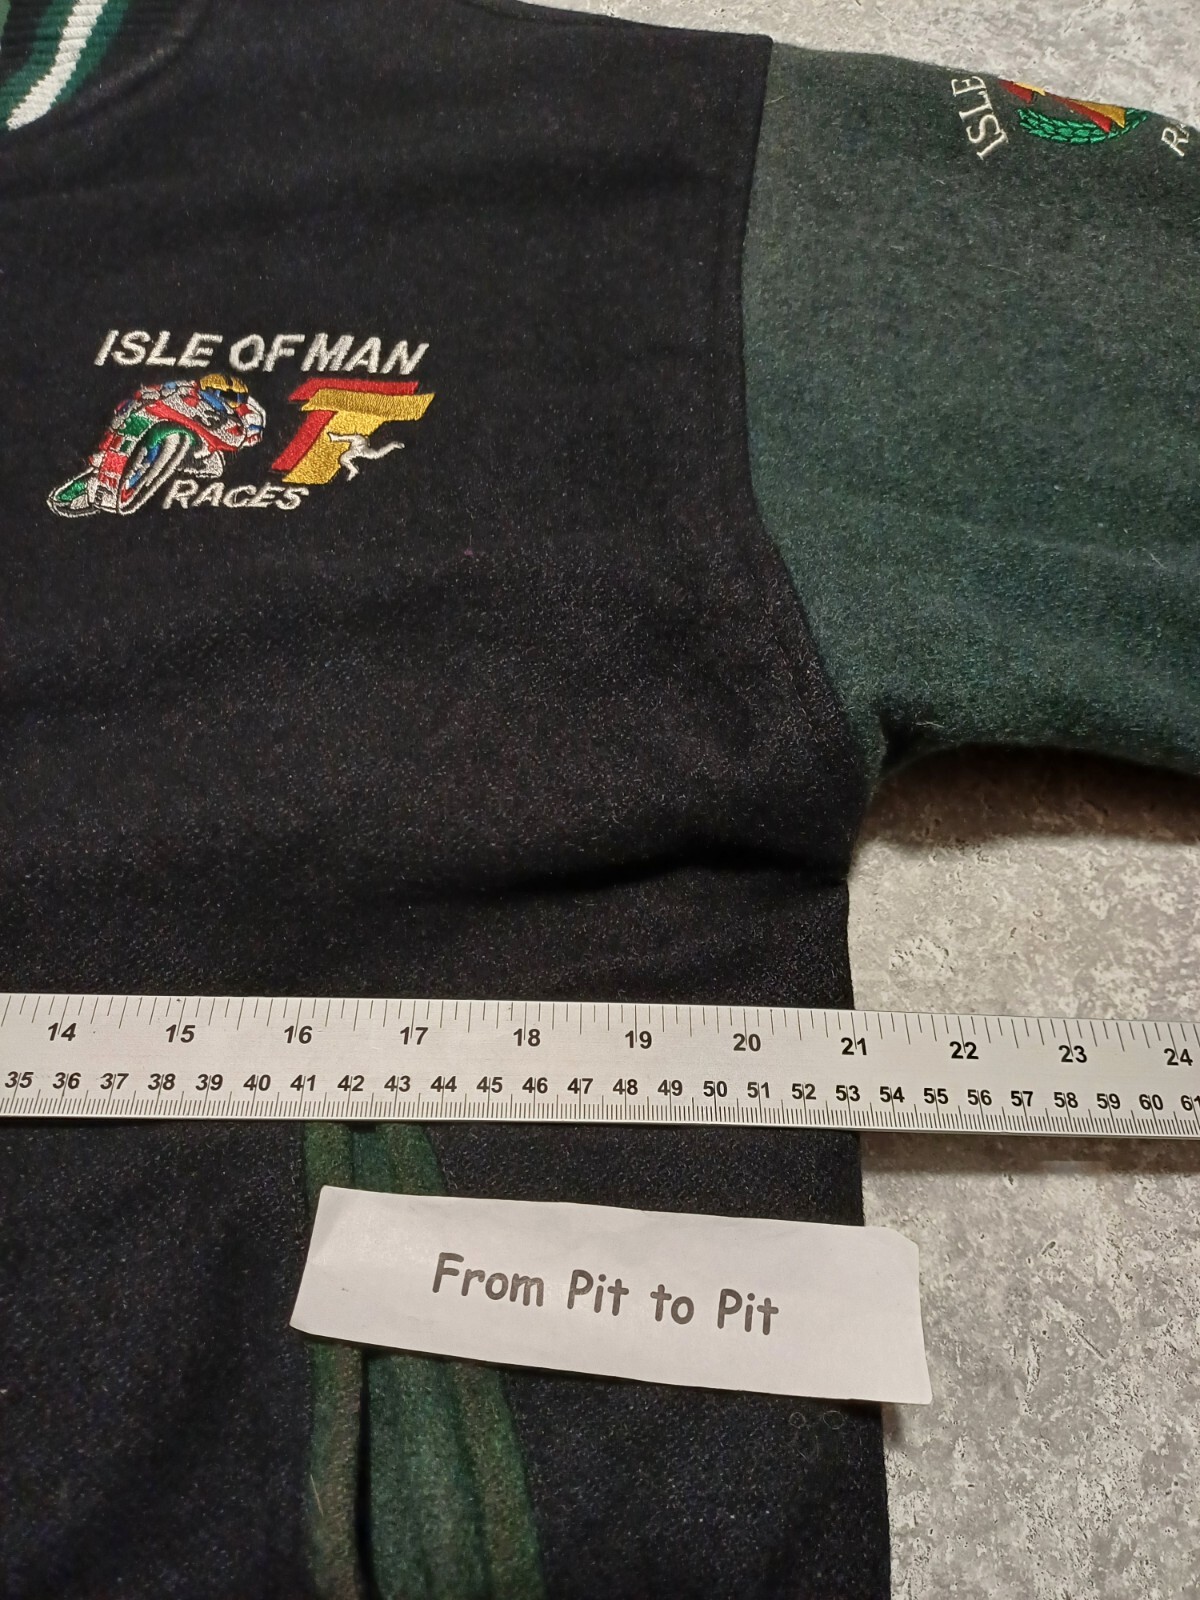 ISLE
ISLE OF MAN
TT
RACES
14 15 16 17 18 19 20 21 22 23 24
35 36 37 38 39 40 41 42 43 44 45 46 47 48 49 50 51 52 53 54 55 56 57 58 59 60 61
From Pit to Pit